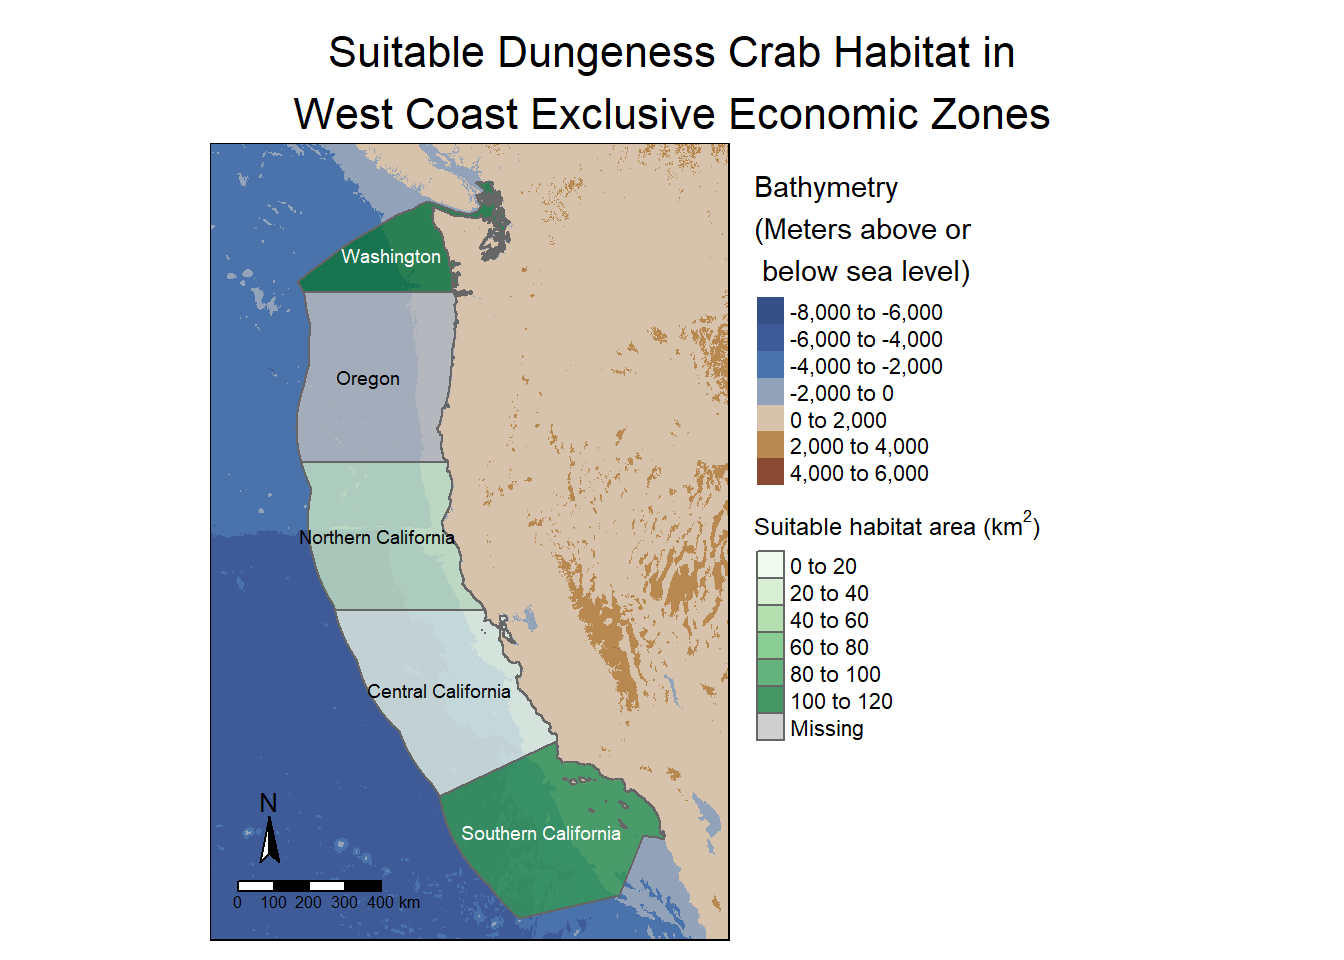 Suitable Dungeness Crab Habitat in
West Coast Exclusive Economic Zones
Washington
Oregon
Northern California
Central California
Southern California
N
0 100 200 300 400 km
Bathymetry
(Meters above or
below sea level)
-8,000 to -6,000
-6,000 to -4,000
-4,000 to -2,000
-2,000 to 0
0 to 2,000
2,000 to 4,000
4,000 to 6,000
Suitable habitat area (km²)
0 to 20
20 to 40
40 to 60
60 to 80
80 to 100
100 to 120
Missing